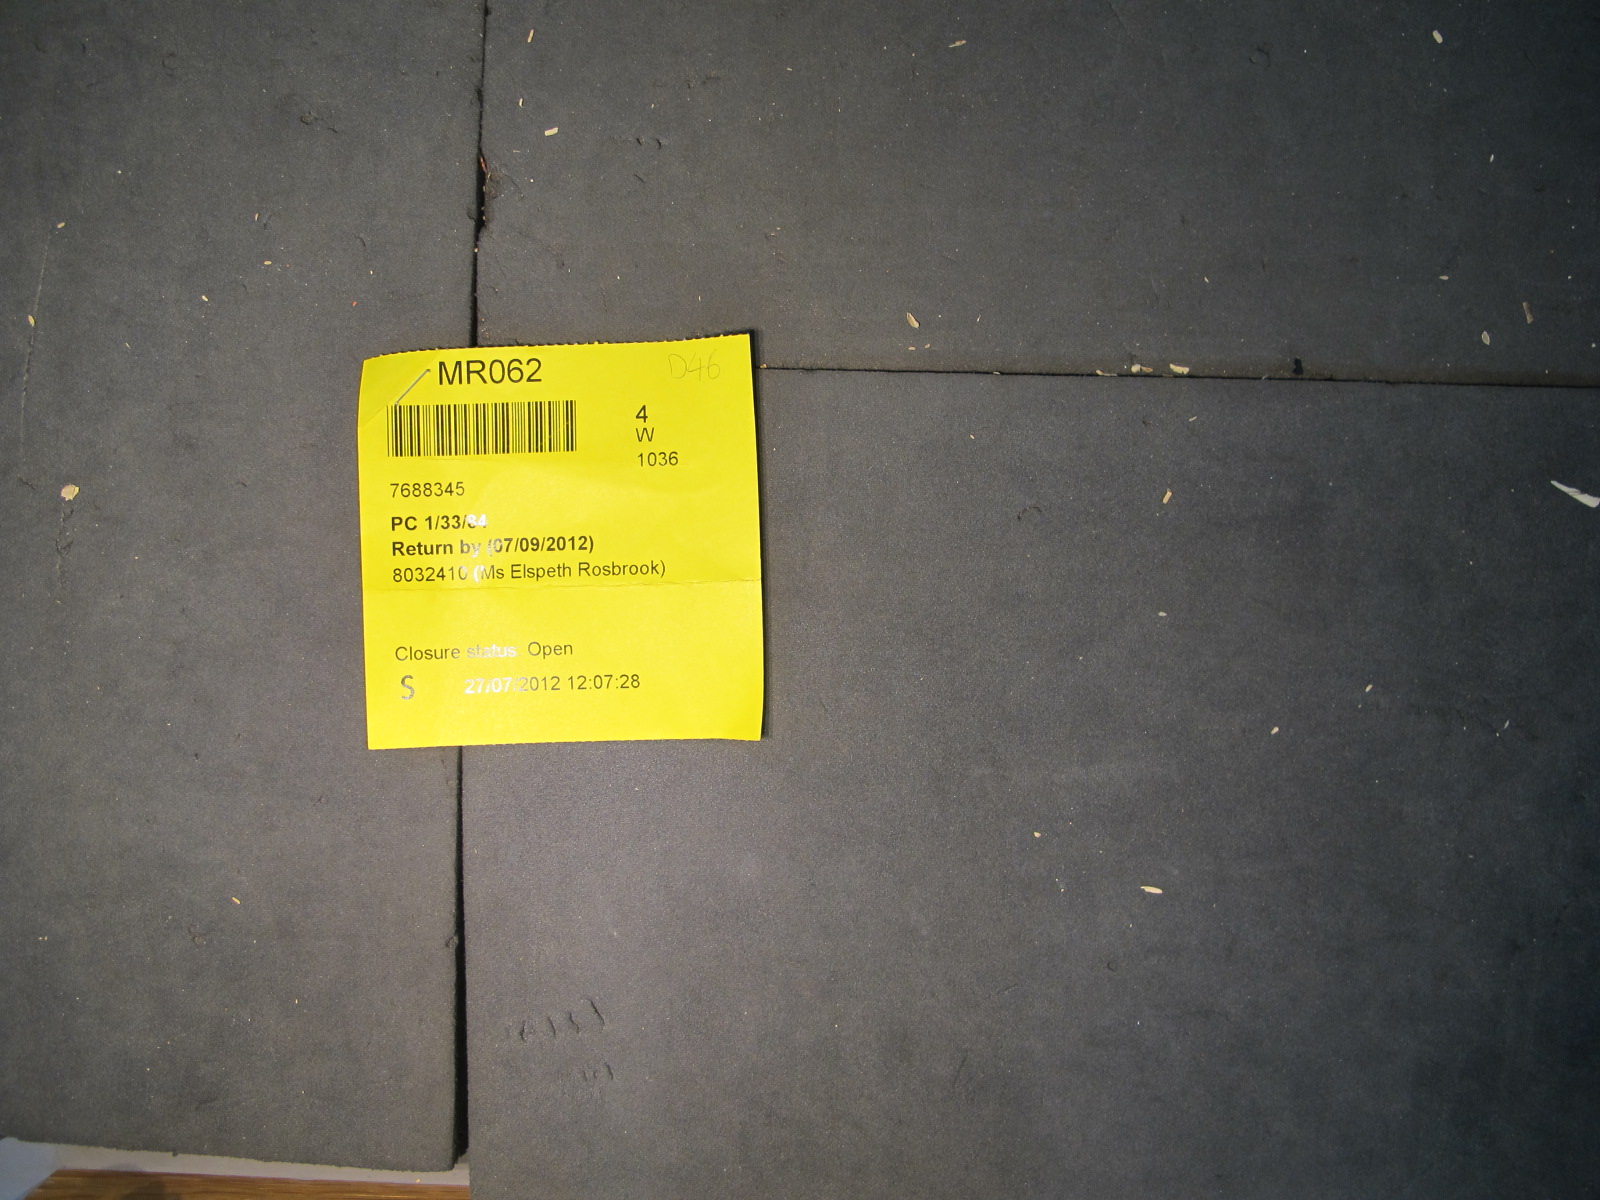 MR062 D46
4
W
1036
7688345
PC 1/33/84
Return by (07/09/2012)
8032410 (Ms Elspeth Rosbrook)
Closure status: Open
S 27/07/2012 12:07:28